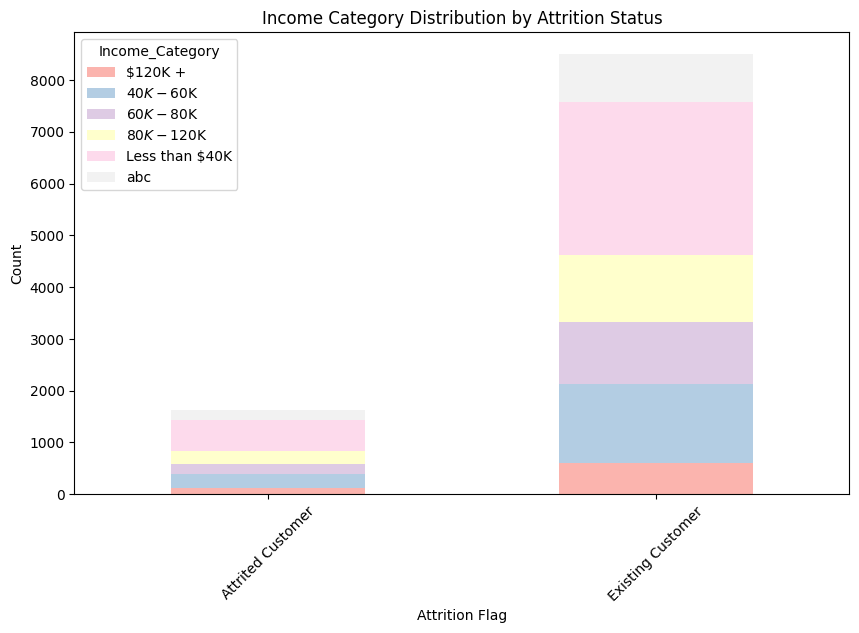 Income Category Distribution by Attrition Status
Income_Category
$120K +
40K − 60K
60K − 80K
80K − 120K
Less than $40K
abc
Count
8000
7000
6000
5000
4000
3000
2000
1000
0
Attrited Customer
Existing Customer
Attrition Flag